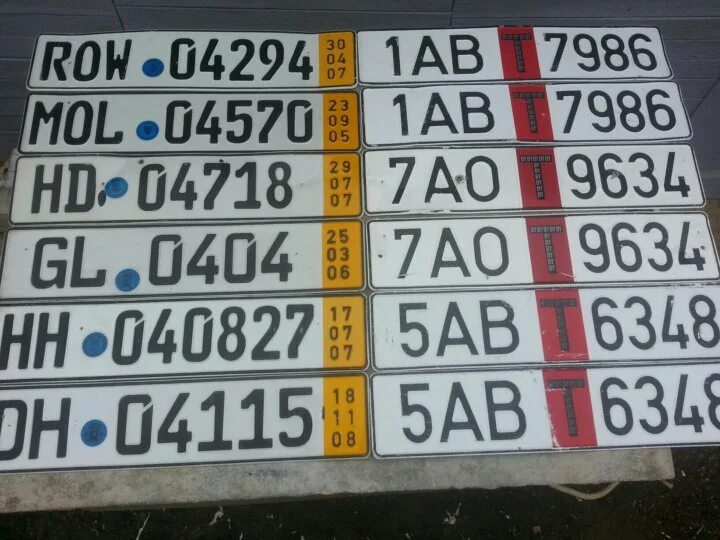 ROW 04294
30
04
07
1AB T 7986
MOL 04570
23
09
05
1AB T 7986
HD 04718
29
07
07
7AO T 9634
GL 0404
25
03
06
7AO T 9634
HH 040827
17
07
07
5AB T 6348
DH 04115
18
11
08
5AB T 6348